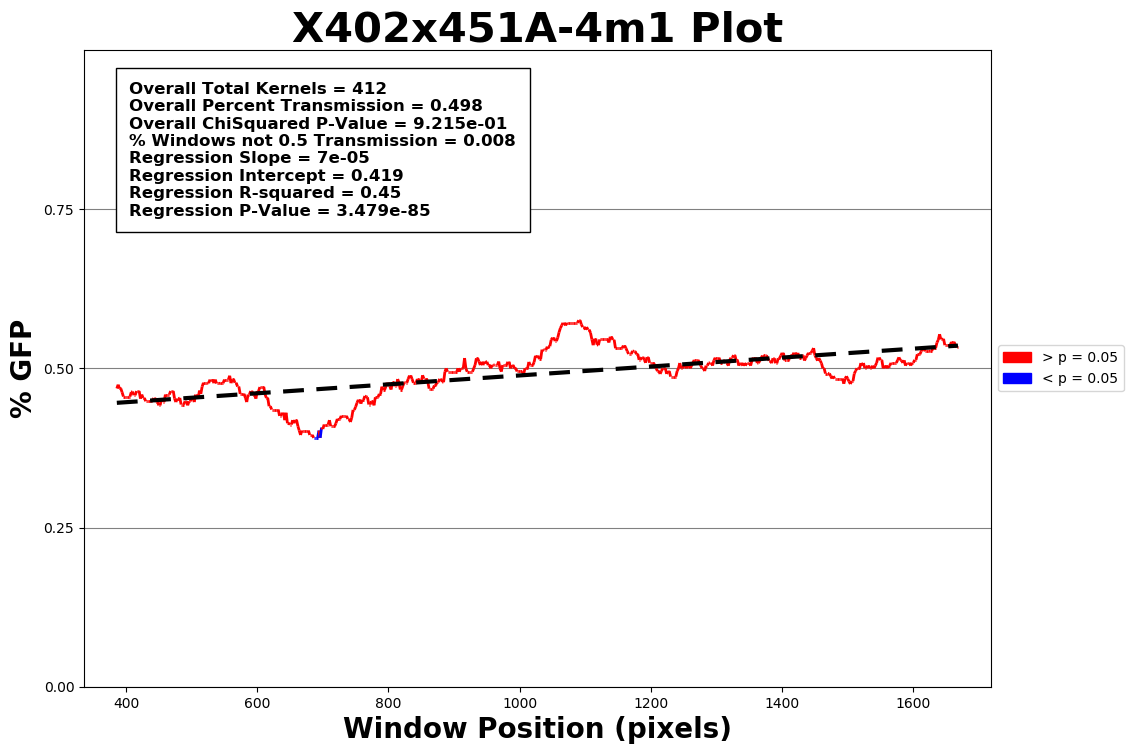 X402x451A-4m1 Plot
Overall Total Kernels = 412
Overall Percent Transmission = 0.498
Overall ChiSquared P-Value = 9.215e-01
% Windows not 0.5 Transmission = 0.008
Regression Slope = 7e-05
Regression Intercept = 0.419
Regression R-squared = 0.45
Regression P-Value = 3.479e-85
% GFP
0.75
0.50
0.25
0.00
> p = 0.05
< p = 0.05
400 600 800 1000 1200 1400 1600
Window Position (pixels)